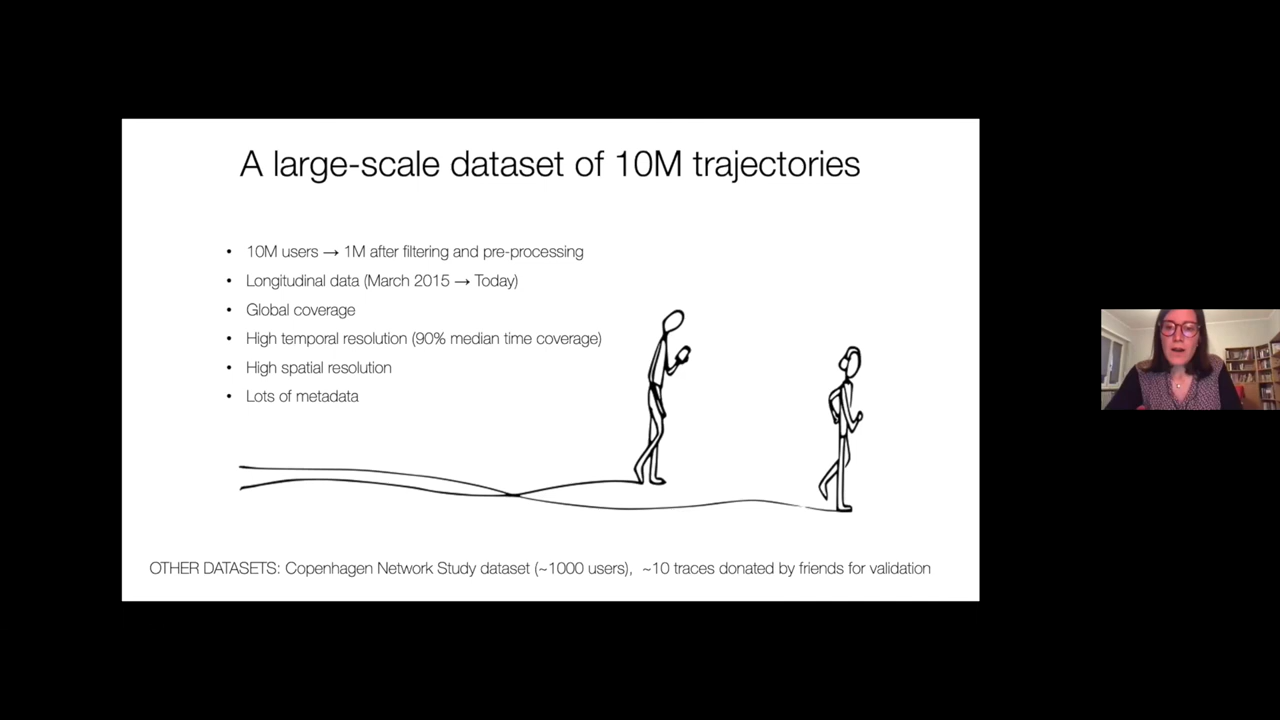 A large-scale dataset of 10M trajectories
• 10M users → 1M after filtering and pre-processing
• Longitudinal data (March 2015 → Today)
• Global coverage
• High temporal resolution (90% median time coverage)
• High spatial resolution
• Lots of metadata
OTHER DATASETS: Copenhagen Network Study dataset (~1000 users), ~10 traces donated by friends for validation